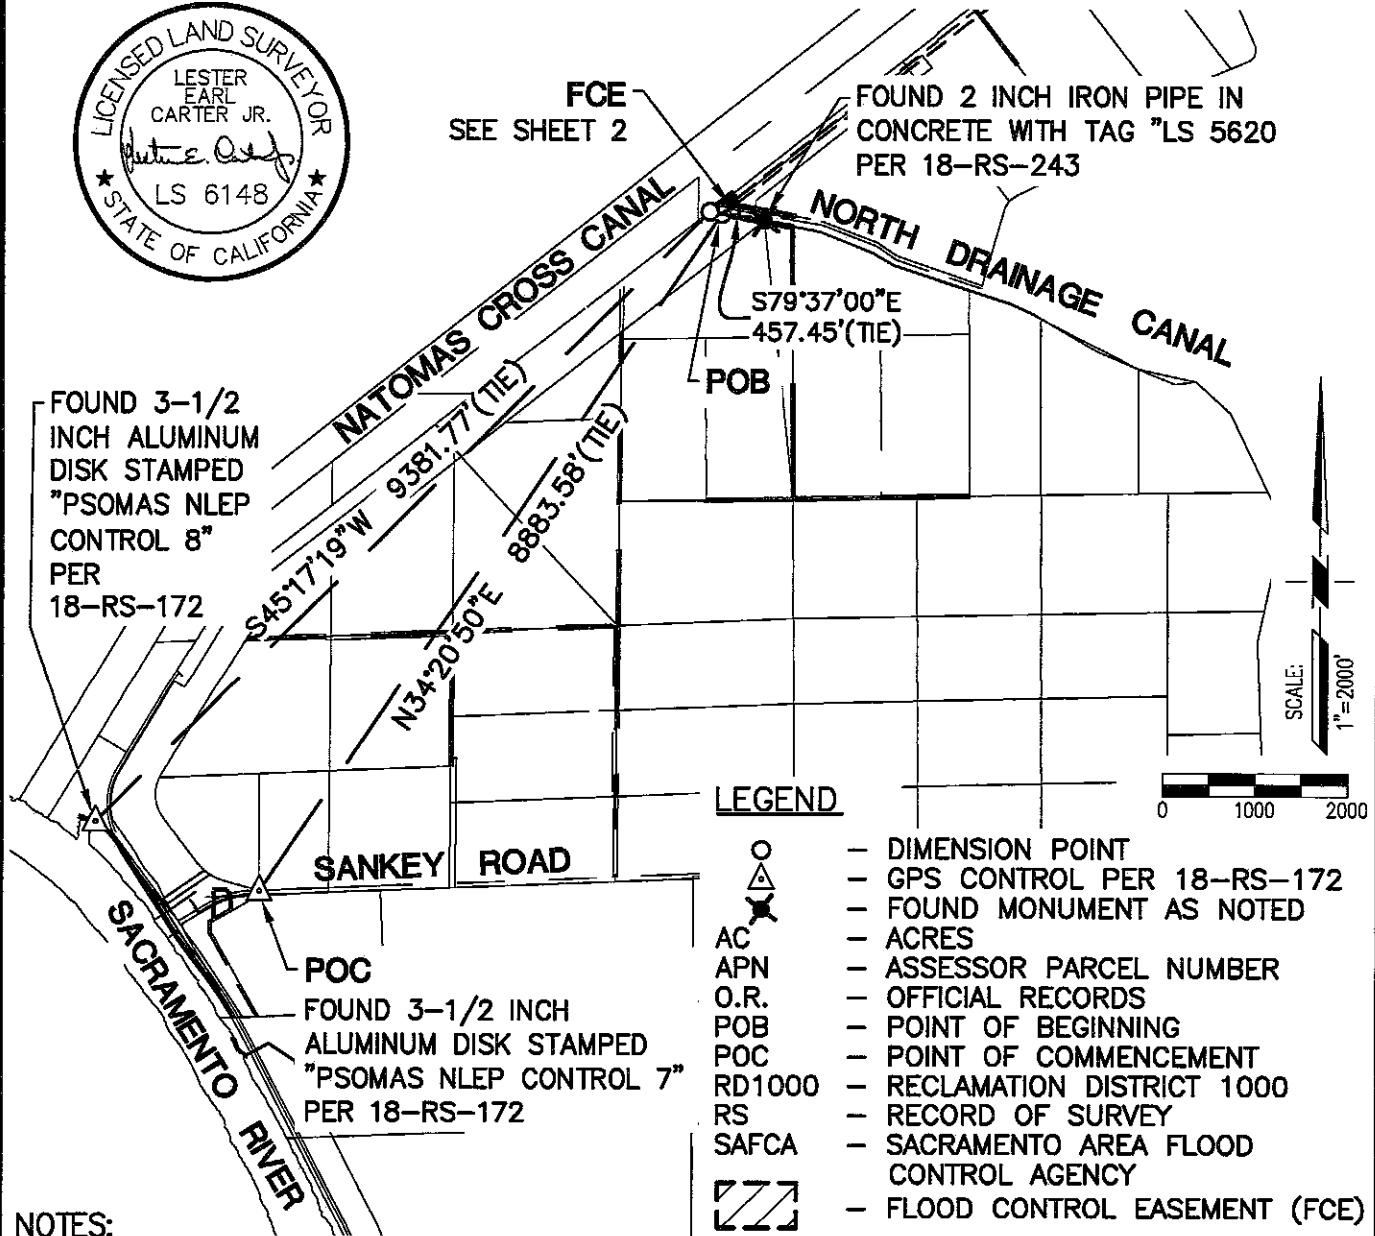 LICENSED LAND SURVEYOR
LESTER
EARL
CARTER JR.
LS 6148
STATE OF CALIFORNIA
FCE
SEE SHEET 2
FOUND 2 INCH IRON PIPE IN
CONCRETE WITH TAG "LS 5620
PER 18-RS-243
NATOMAS CROSS CANAL
NORTH DRAINAGE CANAL
S79°37'00"E
457.45'(TIE)
POB
FOUND 3-1/2
INCH ALUMINUM
DISK STAMPED
"PSOMAS NLEP
CONTROL 8"
PER
18-RS-172
S45°17'19"W 9381.77'(TIE)
N34°20'50"E 8883.58'(TIE)
SCALE:
1"=2000'
0 1000 2000
SANKEY ROAD
SACRAMENTO RIVER
POC
FOUND 3-1/2 INCH
ALUMINUM DISK STAMPED
"PSOMAS NLEP CONTROL 7"
PER 18-RS-172
LEGEND
- DIMENSION POINT
- GPS CONTROL PER 18-RS-172
- FOUND MONUMENT AS NOTED
AC - ACRES
APN - ASSESSOR PARCEL NUMBER
O.R. - OFFICIAL RECORDS
POB - POINT OF BEGINNING
POC - POINT OF COMMENCEMENT
RD1000 - RECLAMATION DISTRICT 1000
RS - RECORD OF SURVEY
SAFCA - SACRAMENTO AREA FLOOD
CONTROL AGENCY
- FLOOD CONTROL EASEMENT (FCE)
NOTES: